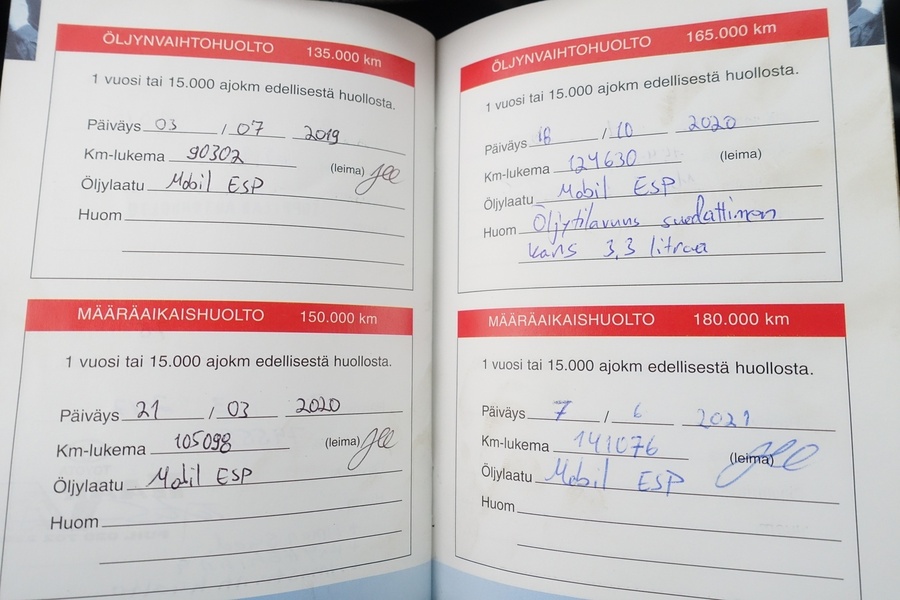 ÖLJYNVAIHTOHUOLTO 135.000 km
1 vuosi tai 15.000 ajokm edellisestä huollosta.
Päiväys 03 / 07 2019
Km-lukema 90302 (leima)
Öljylaatu Mobil ESP
Huom
MÄÄRÄAIKAISHUOLTO 150.000 km
1 vuosi tai 15.000 ajokm edellisestä huollosta.
Päiväys 21 / 03 2020
Km-lukema 105098 (leima)
Öljylaatu Mobil ESP
Huom
ÖLJYNVAIHTOHUOLTO 165.000 km
1 vuosi tai 15.000 ajokm edellisestä huollosta.
Päiväys 18 / 10 2020
Km-lukema 124630 (leima)
Öljylaatu Mobil ESP
Huom Öljytilavuus suodattimen
kans 3,3 litraa
MÄÄRÄAIKAISHUOLTO 180.000 km
1 vuosi tai 15.000 ajokm edellisestä huollosta.
Päiväys 7 / 6 2021
Km-lukema 141076 (leima)
Öljylaatu Mobil ESP
Huom